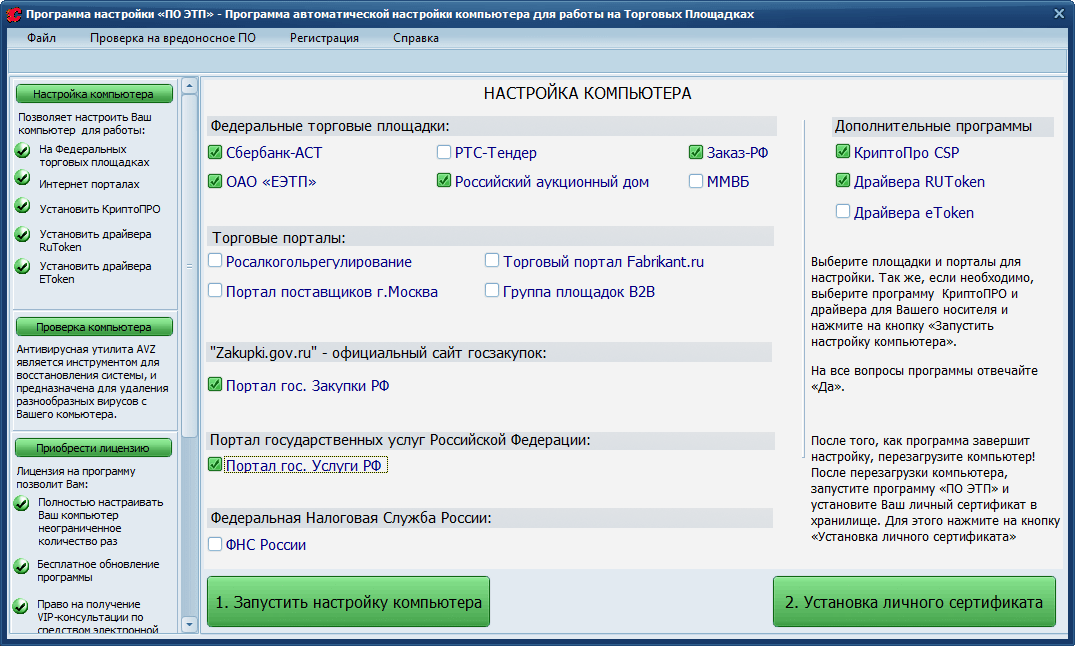 Программа настройки «ПО ЭТП» - Программа автоматической настройки компьютера для работы на Торговых Площадках
Файл Проверка на вредоносное ПО Регистрация Справка
Настройка компьютера
Позволяет настроить Ваш
компьютер для работы:
На Федеральных
торговых площадках
Интернет порталах
Установить КриптоПРО
Установить драйвера
RuToken
Установить драйвера
EToken
Проверка компьютера
Антивирусная утилита AVZ
является инструментом для
восстановления системы, и
предназначена для удаления
разнообразных вирусов с
Вашего комьютера.
Приобрести лицензию
Лицензия на программу
позволит Вам:
Полностью настраивать
Ваш компьютер
неограниченное
количество раз
Бесплатное обновление
программы
Право на получение
VIP-консультации по
средством электронной
НАСТРОЙКА КОМПЬЮТЕРА
Федеральные торговые площадки:
Сбербанк-АСТ РТС-Тендер Заказ-РФ
ОАО «ЕЭТП» Российский аукционный дом ММВБ
Торговые порталы:
Росалкогольрегулирование Торговый портал Fabrikant.ru
Портал поставщиков г.Москва Группа площадок B2B
"Zakupki.gov.ru" - официальный сайт госзакупок:
Портал гос. Закупки РФ
Портал государственных услуг Российской Федерации:
Портал гос. Услуги РФ
Федеральная Налоговая Служба России:
ФНС России
Дополнительные программы
КриптоПро CSP
Драйвера RUToken
Драйвера eToken
Выберите площадки и порталы для
настройки. Так же, если необходимо,
выберите программу КриптоПРО и
драйвера для Вашего носителя и
нажмите на кнопку «Запустить
настройку компьютера».
На все вопросы программы отвечайте
«Да».
После того, как программа завершит
настройку, перезагрузите компьютер!
После перезагрузки компьютера,
запустите программу «ПО ЭТП» и
установите Ваш личный сертификат в
хранилище. Для этого нажмите на кнопку
«Установка личного сертификата»
1. Запустить настройку компьютера
2. Установка личного сертификата